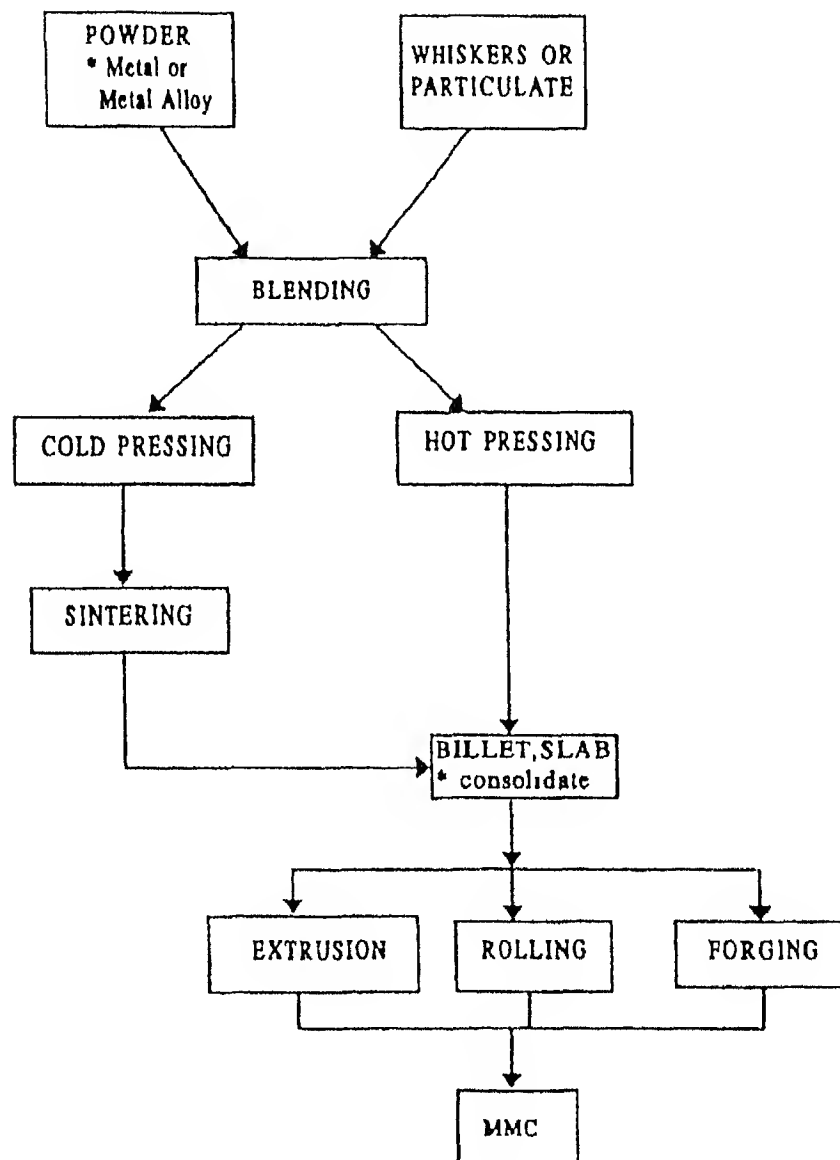 POWDER
* Metal or
Metal Alloy
WHISKERS OR
PARTICULATE
BLENDING
COLD PRESSING
HOT PRESSING
SINTERING
BILLET, SLAB
* consolidate
EXTRUSION
ROLLING
FORGING
MMC